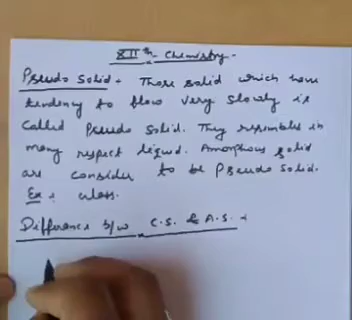 XIIth Chemistry -
Pseudo Solid - Those solid which have
tendency to flow very slowly is
called Pseudo Solid. They resembles in
many respect liquid. Amorphous solid
are consider to be Pseudo Solid.
Ex: Glass.
Difference b/w C.S. & A.S. -